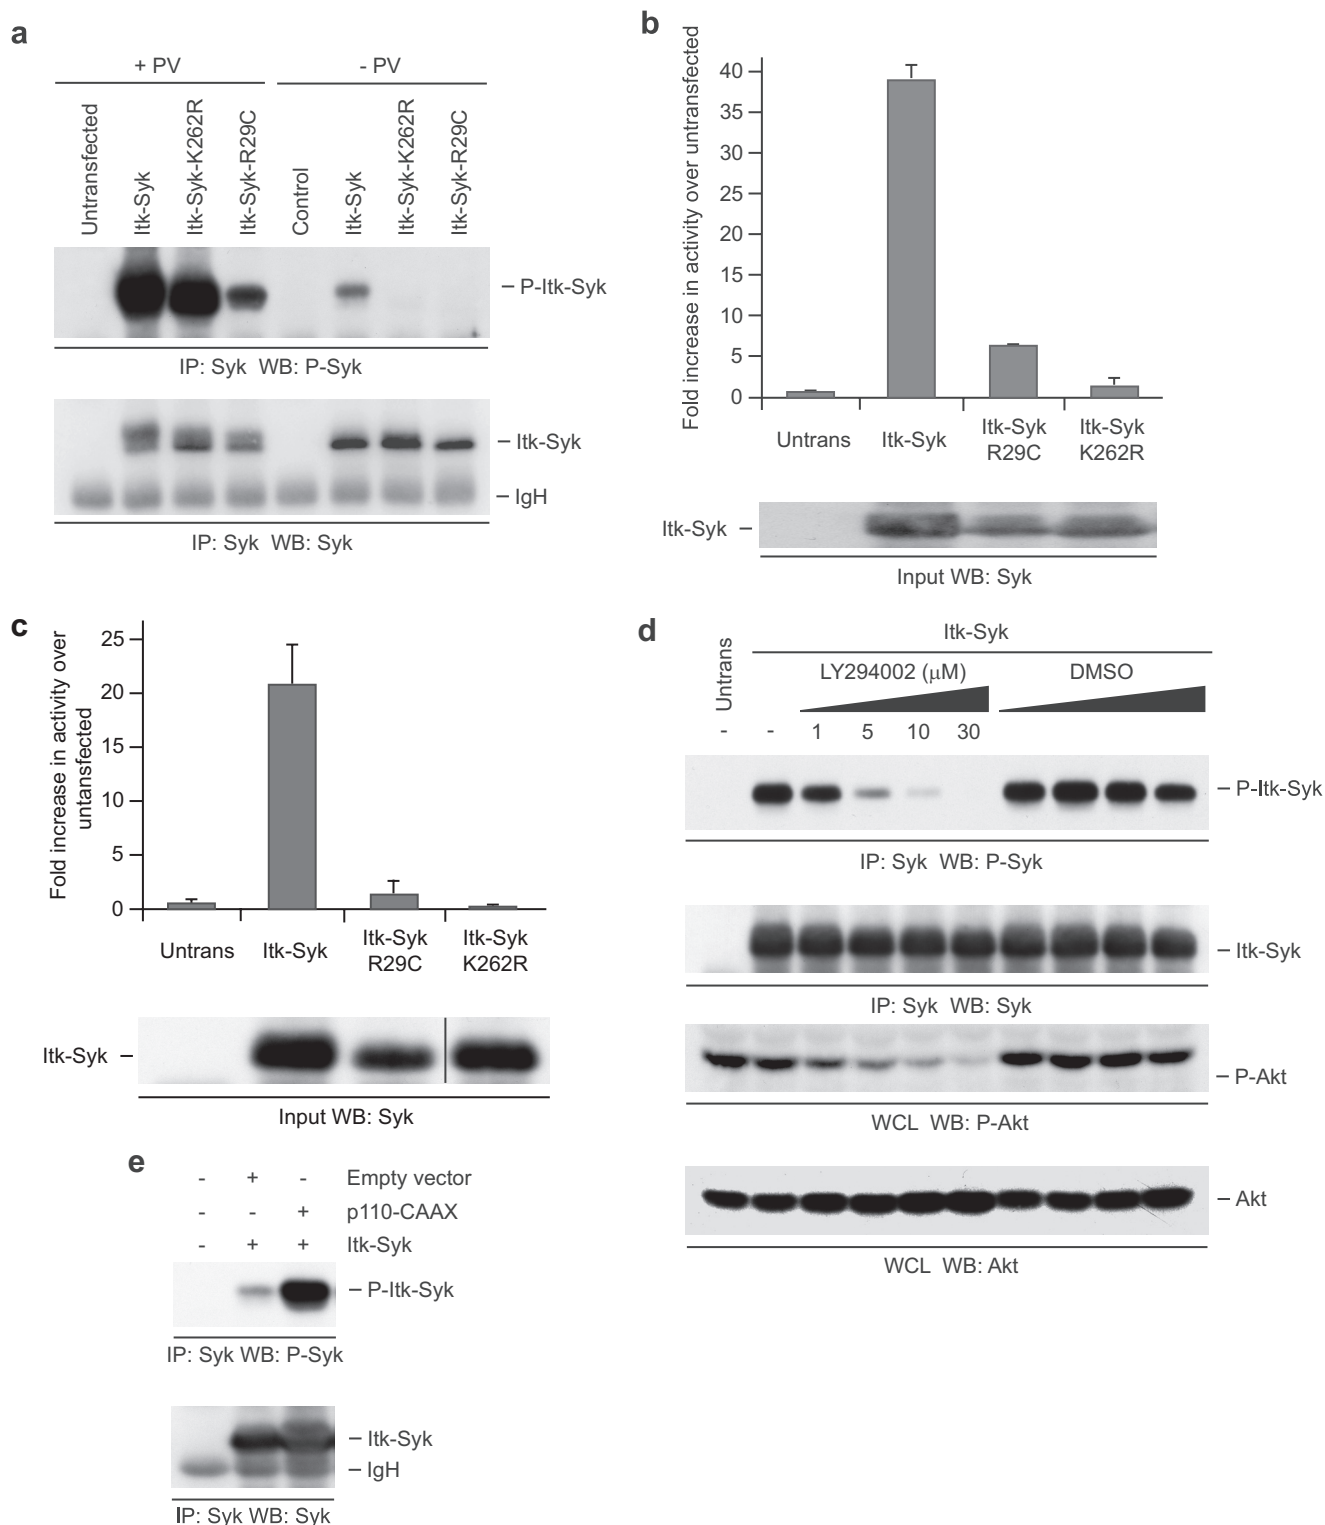 a
+ PV - PV
Untransfected
Itk-Syk
Itk-Syk-K262R
Itk-Syk-R29C
Control
Itk-Syk
Itk-Syk-K262R
Itk-Syk-R29C
P-Itk-Syk
IP: Syk WB: P-Syk
Itk-Syk
IgH
IP: Syk WB: Syk
b
Fold increase in activity over untransfected
40
35
30
25
20
15
10
5
0
Untrans Itk-Syk Itk-Syk Itk-Syk
R29C K262R
Itk-Syk
Input WB: Syk
c
Fold increase in activity over
untansfected
25
20
15
10
5
0
Untrans Itk-Syk Itk-Syk Itk-Syk
R29C K262R
Itk-Syk
Input WB: Syk
d
Untrans
Itk-Syk
LY294002 (μM) DMSO
- - 1 5 10 30
P-Itk-Syk
IP: Syk WB: P-Syk
Itk-Syk
IP: Syk WB: Syk
P-Akt
WCL WB: P-Akt
Akt
WCL WB: Akt
e
- + - Empty vector
- - + p110-CAAX
- + + Itk-Syk
P-Itk-Syk
IP: Syk WB: P-Syk
Itk-Syk
IgH
IP: Syk WB: Syk